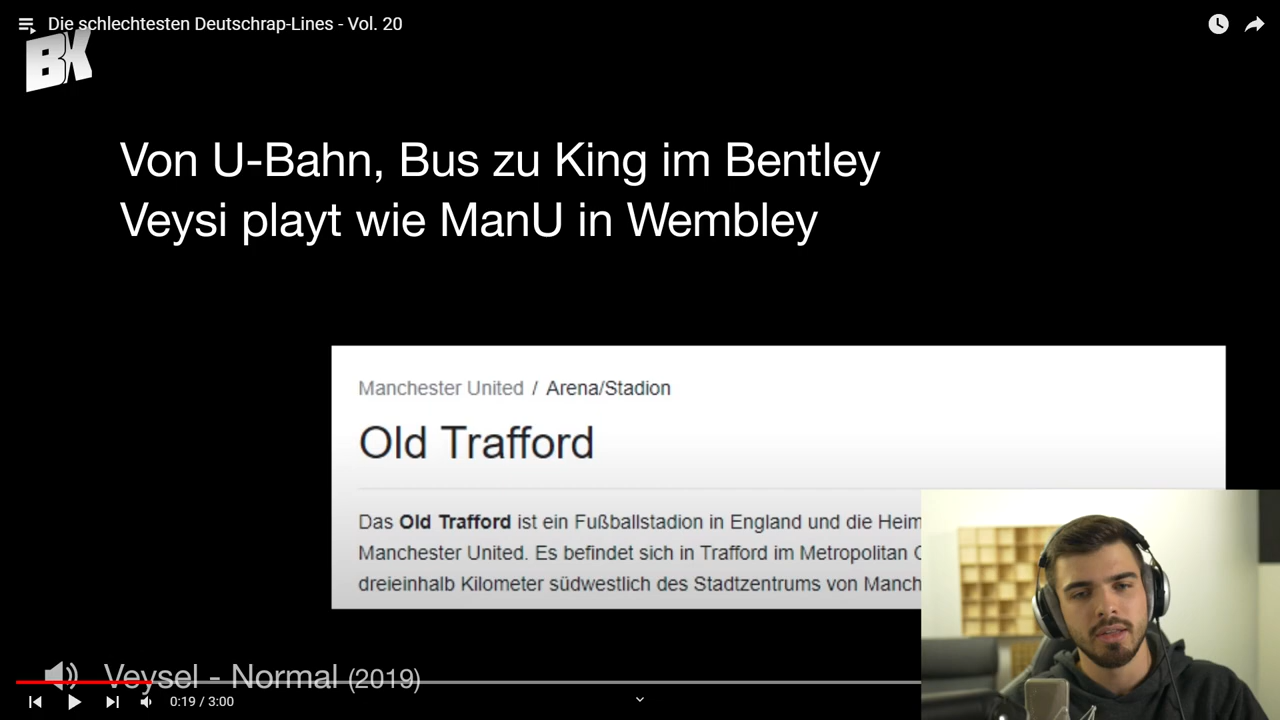 Die schlechtesten Deutschrap-Lines - Vol. 20
BK
Von U-Bahn, Bus zu King im Bentley
Veysi playt wie ManU in Wembley
Manchester United / Arena/Stadion
Old Trafford
Das Old Trafford ist ein Fußballstadion in England und die Heim
Manchester United. Es befindet sich in Trafford im Metropolitan
dreieinhalb Kilometer südwestlich des Stadtzentrums von Manch
Veysel - Normal (2019)
0:19 / 3:00